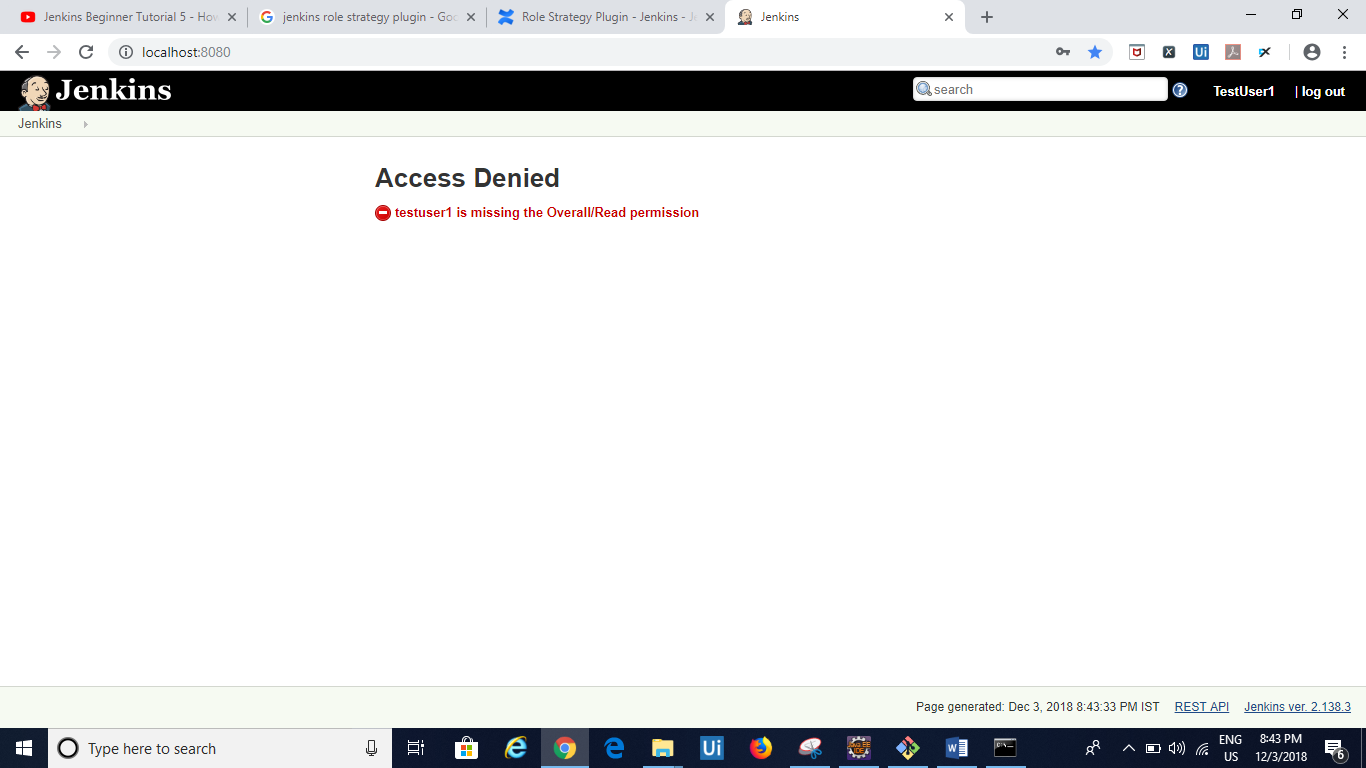 Jenkins Beginner Tutorial 5 - How
jenkins role strategy plugin - Goo
Role Strategy Plugin - Jenkins - Je
Jenkins
localhost:8080
Jenkins
search
TestUser1
| log out
Jenkins
Access Denied
testuser1 is missing the Overall/Read permission
Page generated: Dec 3, 2018 8:43:33 PM IST
REST API
Jenkins ver. 2.138.3
Type here to search
ENG
US
8:43 PM
12/3/2018
6